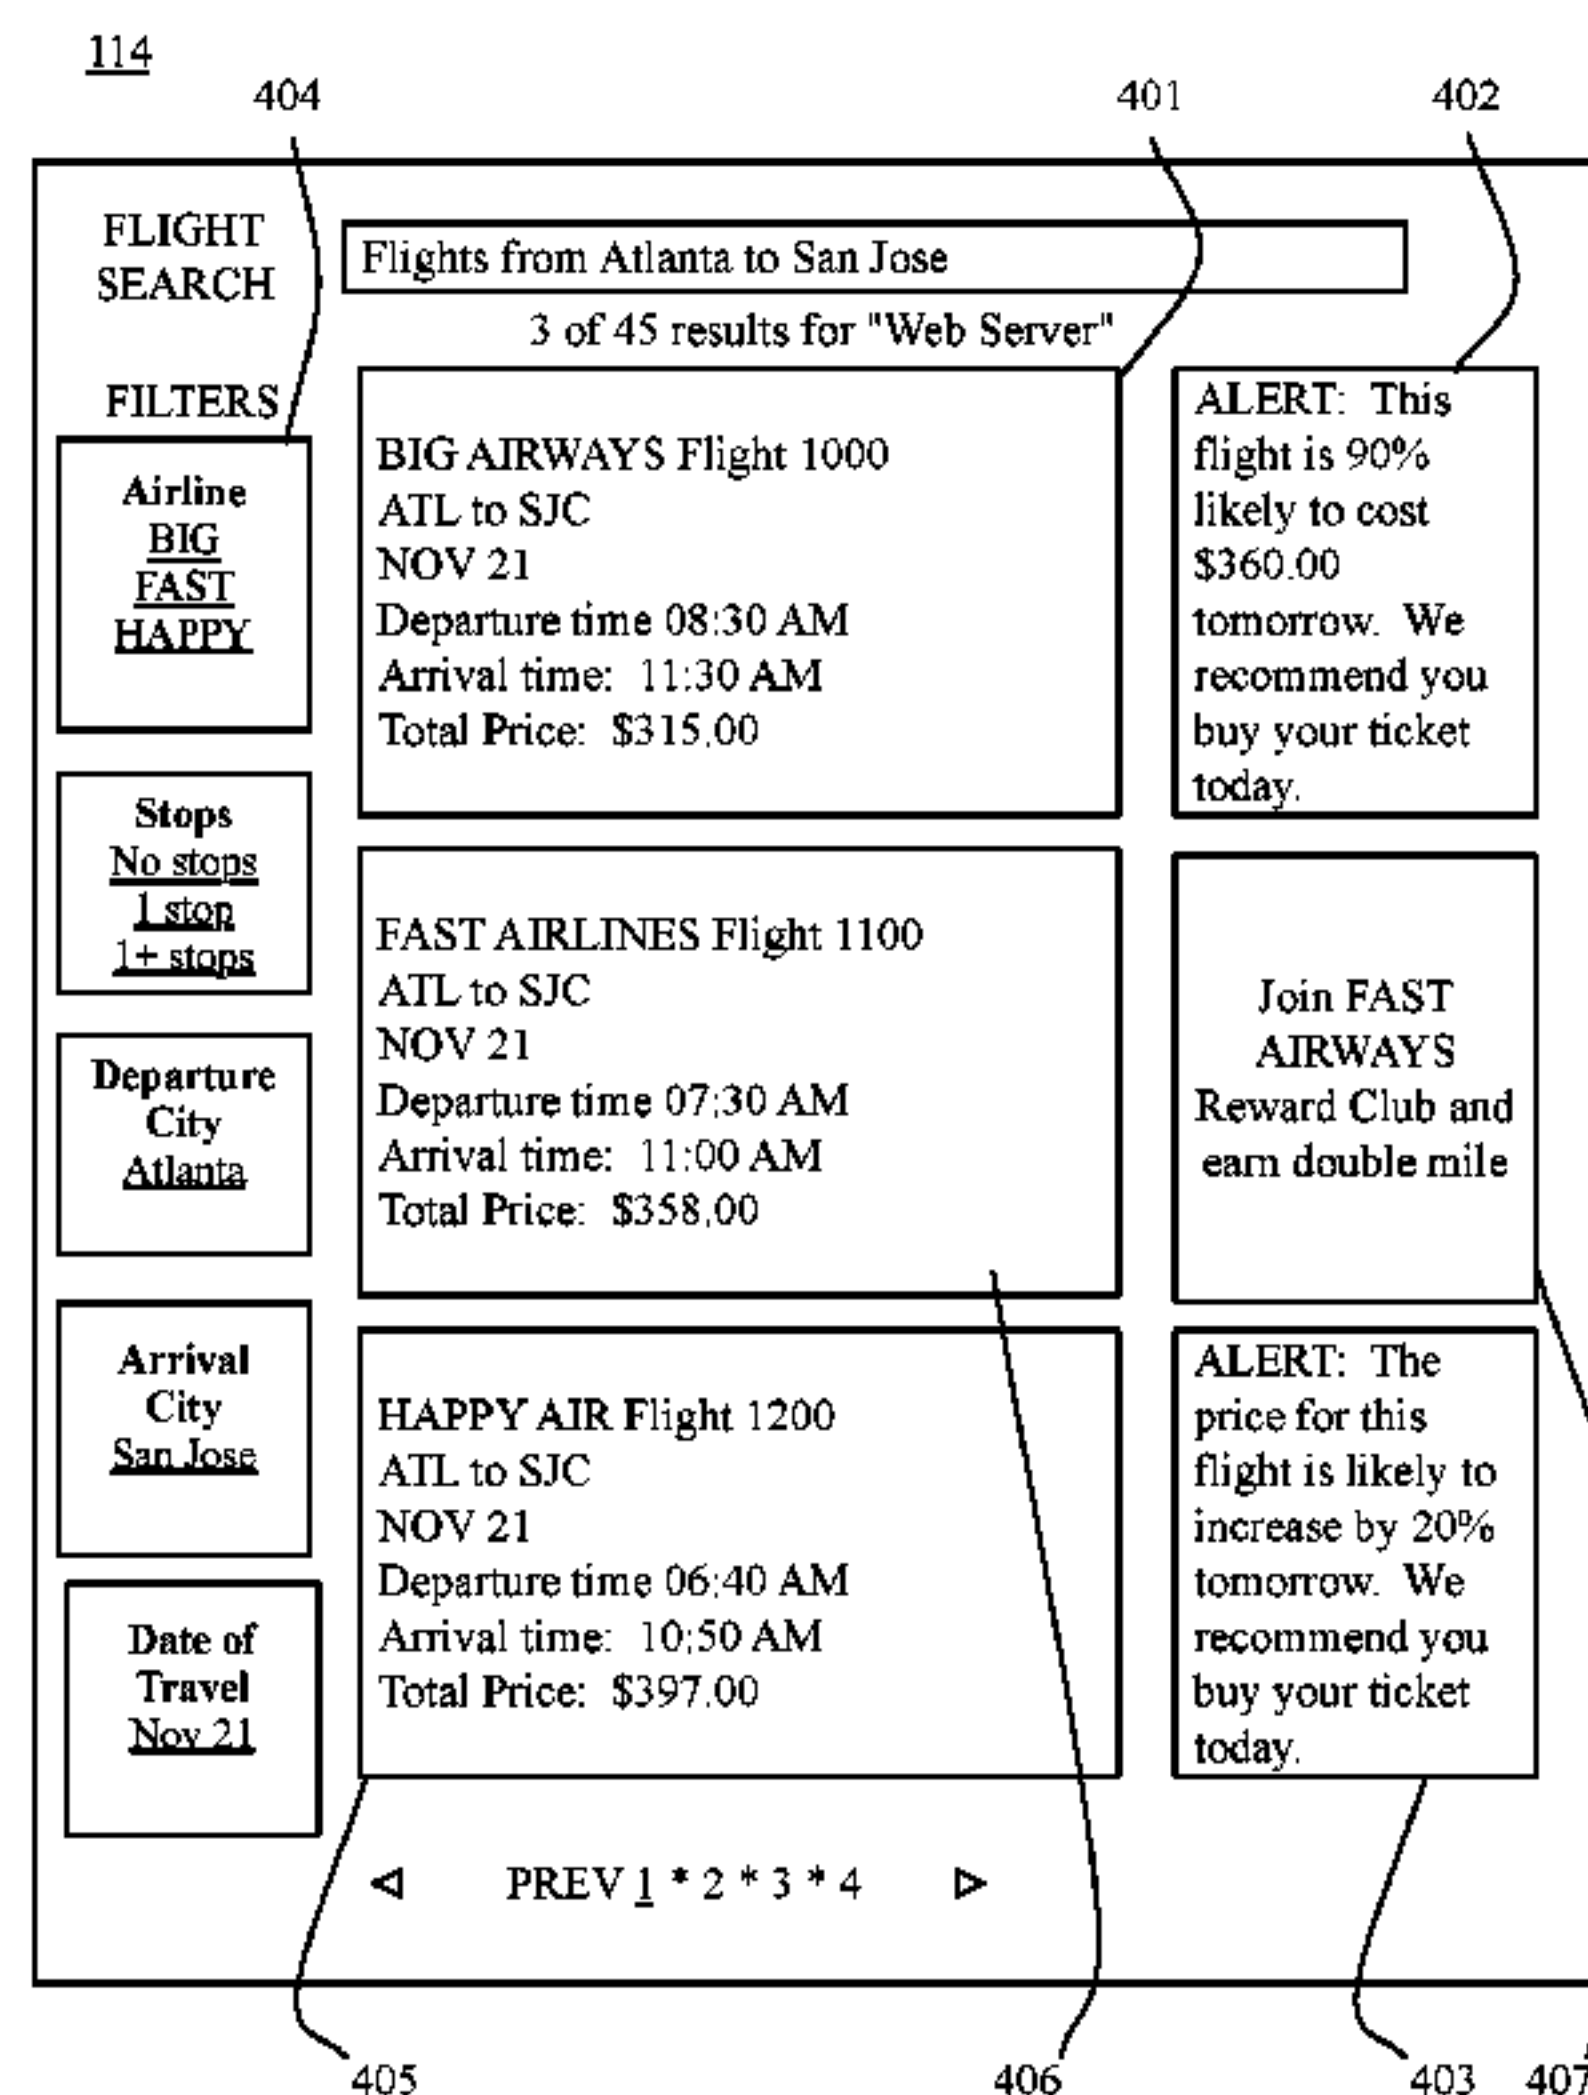 114
404
401
402
FLIGHT
SEARCH
Flights from Atlanta to San Jose
3 of 45 results for "Web Server"
FILTERS
Airline
BIG
FAST
HAPPY
Stops
No stops
1 stop
1+ stops
Departure
City
Atlanta
Arrival
City
San Jose
Date of
Travel
Nov 21
BIG AIRWAYS Flight 1000
ATL to SJC
NOV 21
Departure time 08:30 AM
Arrival time: 11:30 AM
Total Price: $315.00
ALERT: This
flight is 90%
likely to cost
$360.00
tomorrow. We
recommend you
buy your ticket
today.
FAST AIRLINES Flight 1100
ATL to SJC
NOV 21
Departure time 07:30 AM
Arrival time: 11:00 AM
Total Price: $358.00
Join FAST
AIRWAYS
Reward Club and
earn double mile
HAPPY AIR Flight 1200
ATL to SJC
NOV 21
Departure time 06:40 AM
Arrival time: 10:50 AM
Total Price: $397.00
ALERT: The
price for this
flight is likely to
increase by 20%
tomorrow. We
recommend you
buy your ticket
today.
PREV 1 * 2 * 3 * 4
405
406
403
407